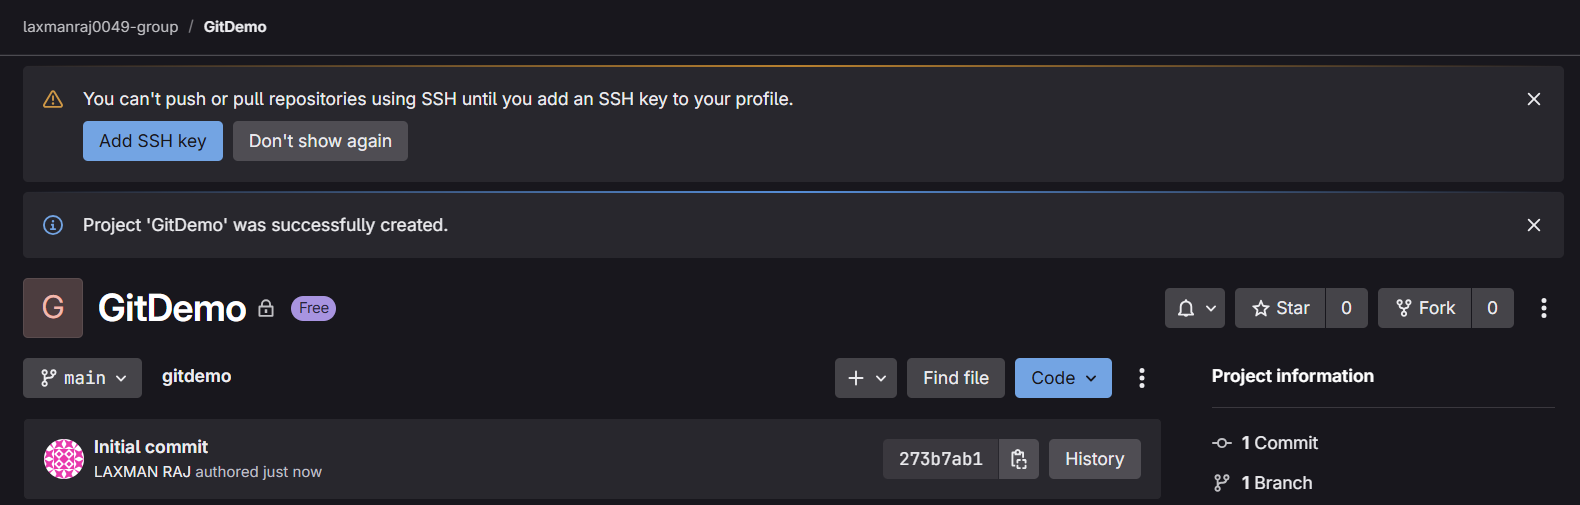 laxmanraj0049-group / GitDemo
You can't push or pull repositories using SSH until you add an SSH key to your profile.
Add SSH key Don't show again
Project 'GitDemo' was successfully created.
G GitDemo Free Star 0 Fork 0
main gitdemo Find file Code Project information
Initial commit
LAXMAN RAJ authored just now
273b7ab1 History
1 Commit
1 Branch